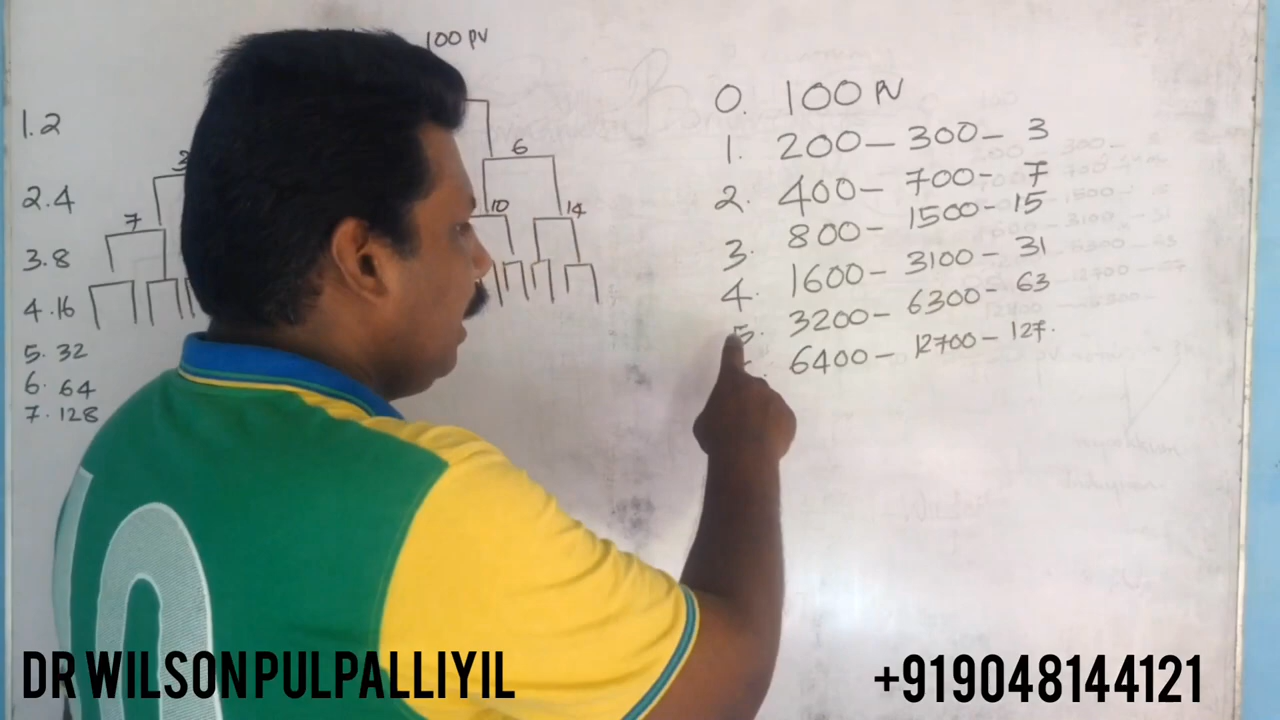 100 PV
1. 2
2. 4
3. 8
4. 16
5. 32
6. 64
7. 128
3
6
7
10
14
0. 100 PV
1. 200 – 300 – 3
2. 400 – 700 – 7
3. 800 – 1500 – 15
4. 1600 – 3100 – 31
5. 3200 – 6300 – 63
6400 – 12700 – 127.
DR WILSON PULPALLIYIL
+919048144121